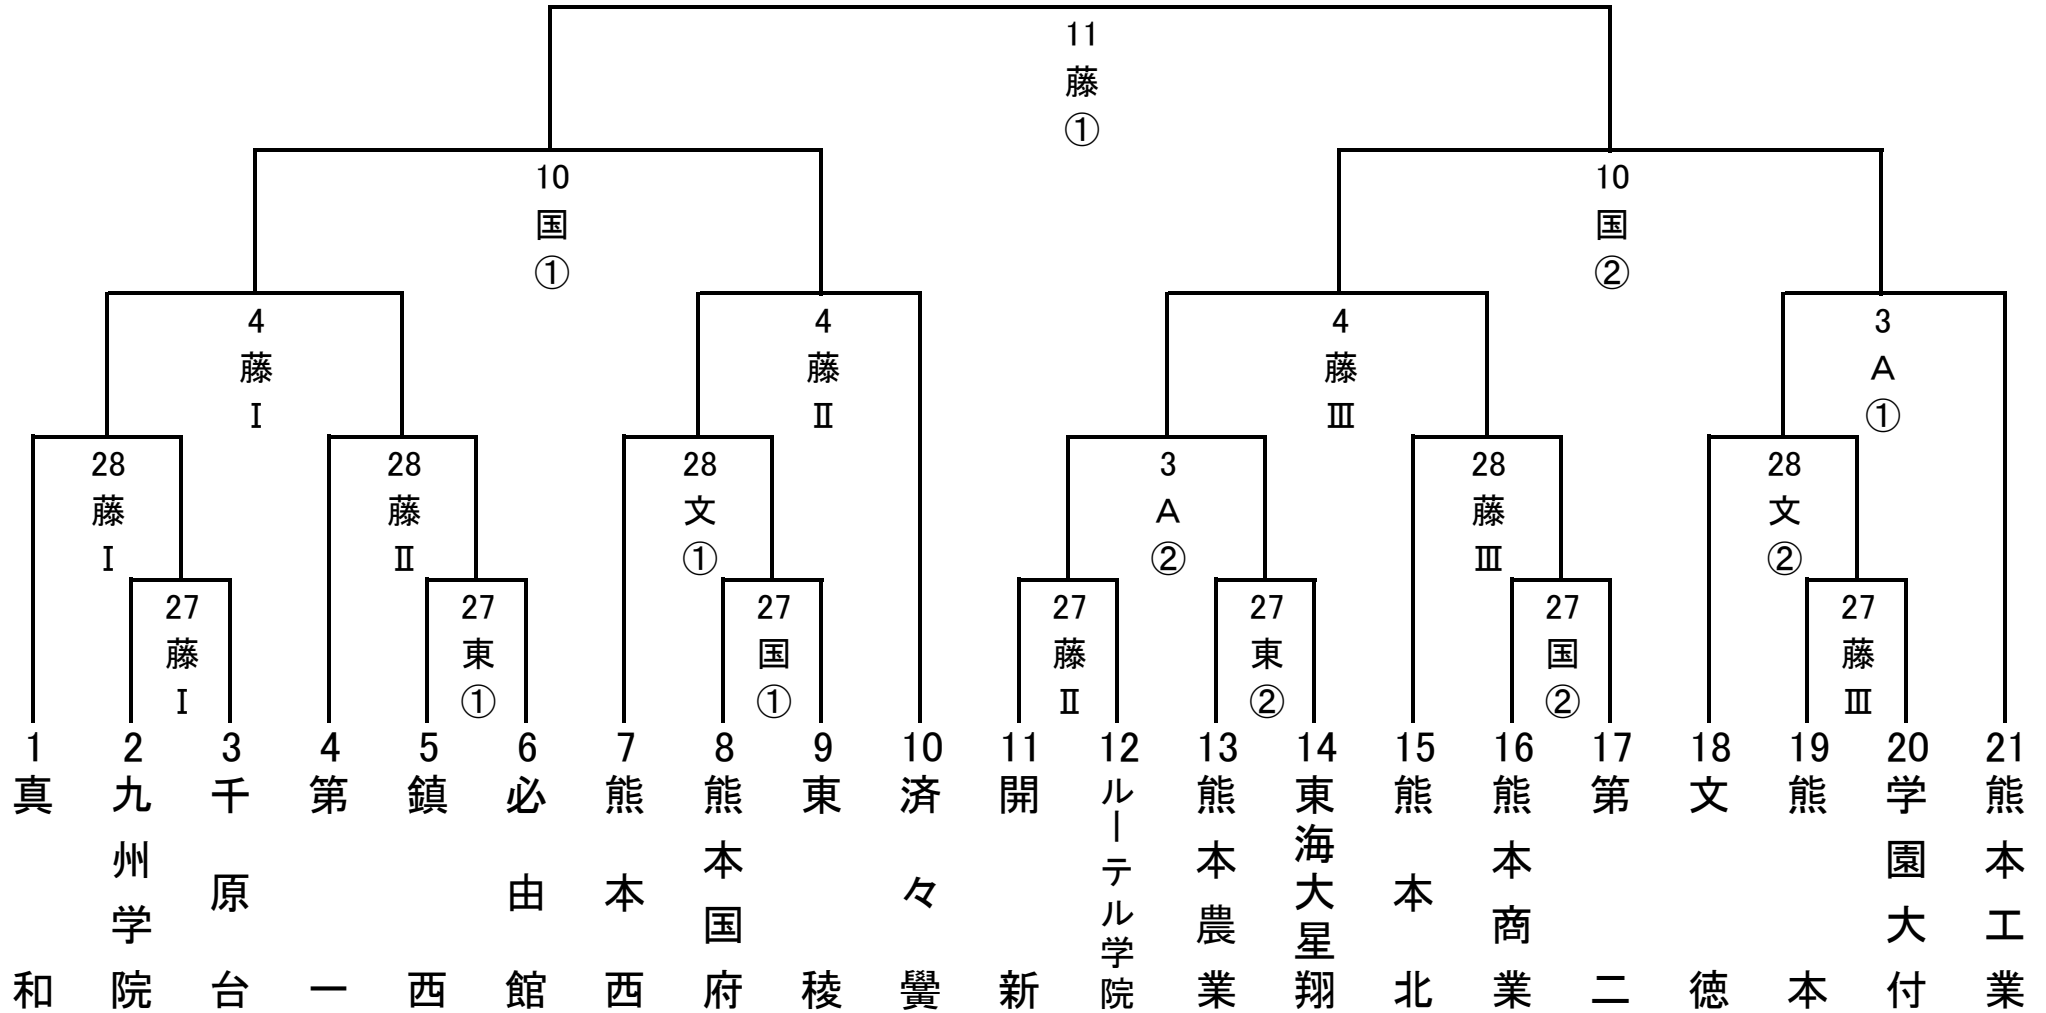 11
藤
①
10
国
①
10
国
②
4
藤
Ⅰ
4
藤
Ⅱ
4
藤
Ⅲ
3
A
①
28
藤
Ⅰ
28
藤
Ⅱ
28
文
①
3
A
②
28
藤
Ⅲ
28
文
②
27
藤
Ⅰ
27
東
①
27
国
①
27
藤
Ⅱ
27
東
②
27
国
②
27
藤
Ⅲ
1 真和
2 九州学院
3 千原台
4 第一
5 鎮西
6 必由館
7 熊本西
8 熊本国府
9 東稜
10 済々黌
11 開新
12 ルーテル学院
13 熊本農業
14 東海大星翔
15 熊本北
16 熊本商業
17 第二
18 文徳
19 熊本
20 学園大付
21 熊本工業